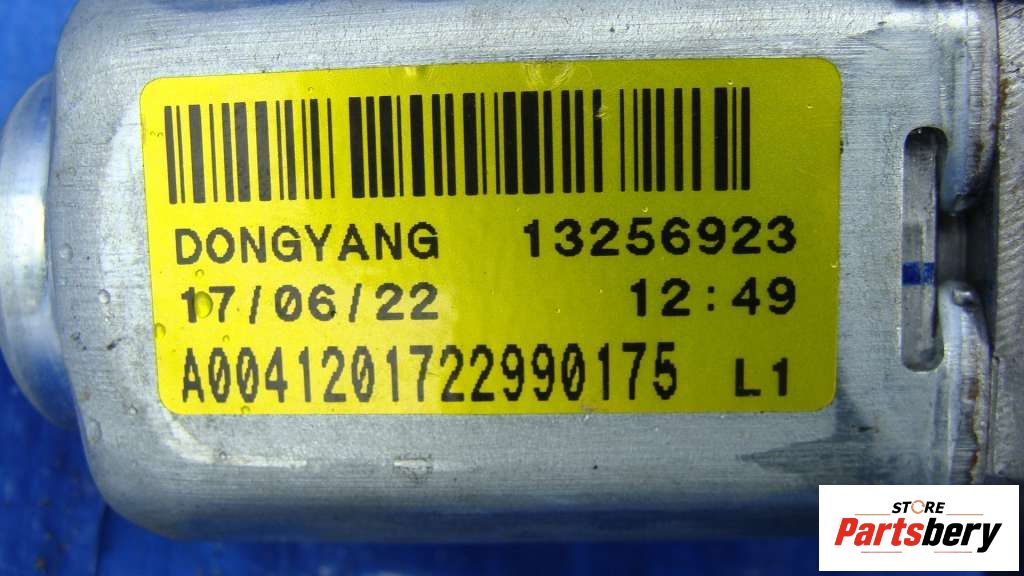 DONGYANG 13256923
17/06/22 12:49
A0041201722990175 L1
STORE
Partsbery